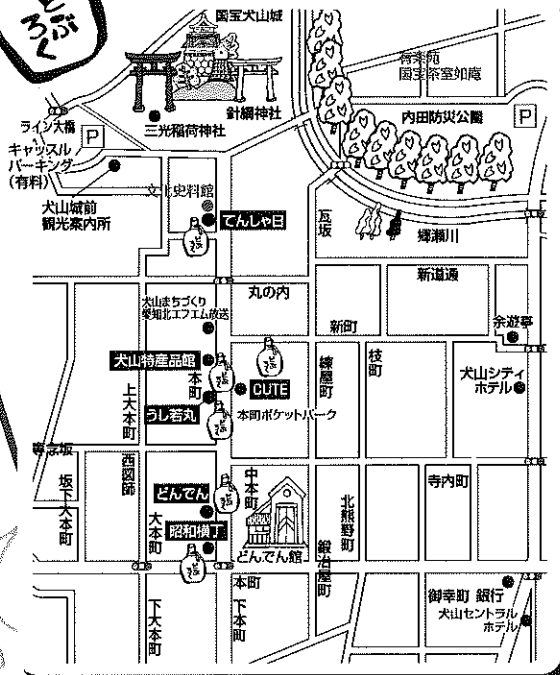 どぶろく
国宝犬山城
有楽苑
国宝茶室如庵
針綱神社
三光稲荷神社
内田防災公園
P
ライン大橋
P
キャッスル
パーキング
(有料)
犬山城前
観光案内所
文化史料館
てんしゃ日
瓦坂
郷瀬川
新道通
丸の内
犬山まちづくり
愛知北エフエム放送
新町
余遊亭
犬山特産品館
本町
CUTE
練屋町
枝町
犬山シティ
ホテル
上大本町
うし若丸
本町ポケットパーク
西図師
坂下大本町
寺内町
どんでん
中本町
大本町
昭和横丁
北熊野町
どんでん館
鍛冶屋町
本町
下大本町
下本町
御幸町 銀行
犬山セントラル
ホテル